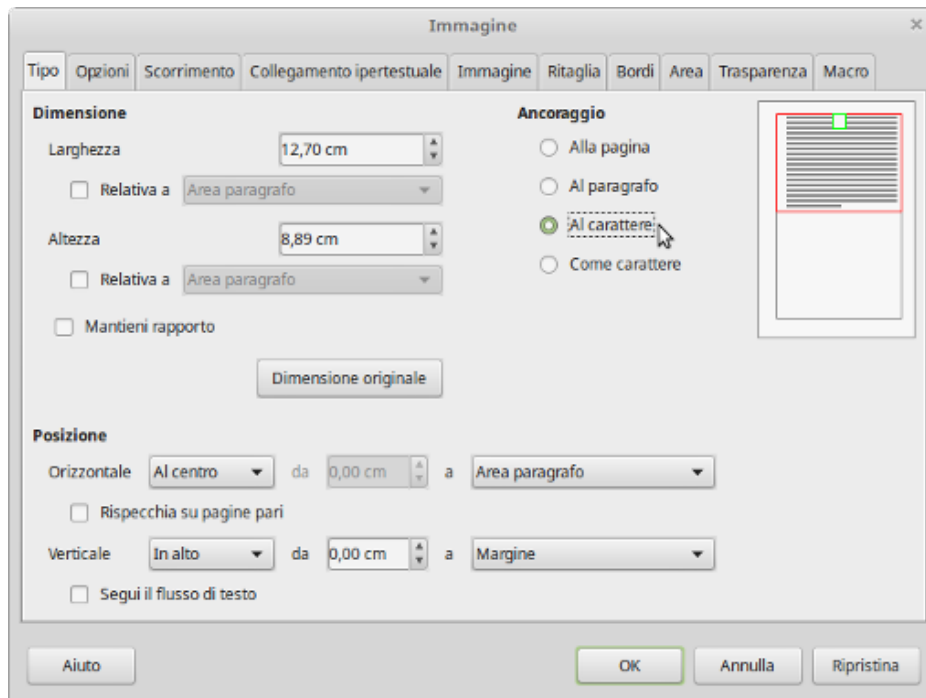 Immagine
Tipo Opzioni Scorrimento Collegamento ipertestuale Immagine Ritaglia Bordi Area Trasparenza Macro
Dimensione
Larghezza 12,70 cm
Relativa a Area paragrafo
Altezza 8,89 cm
Relativa a Area paragrafo
Mantieni rapporto
Dimensione originale
Ancoraggio
Alla pagina
Al paragrafo
Al carattere
Come carattere
Posizione
Orizzontale Al centro da 0,00 cm a Area paragrafo
Rispecchia su pagine pari
Verticale In alto da 0,00 cm a Margine
Segui il flusso di testo
Aiuto OK Annulla Ripristina